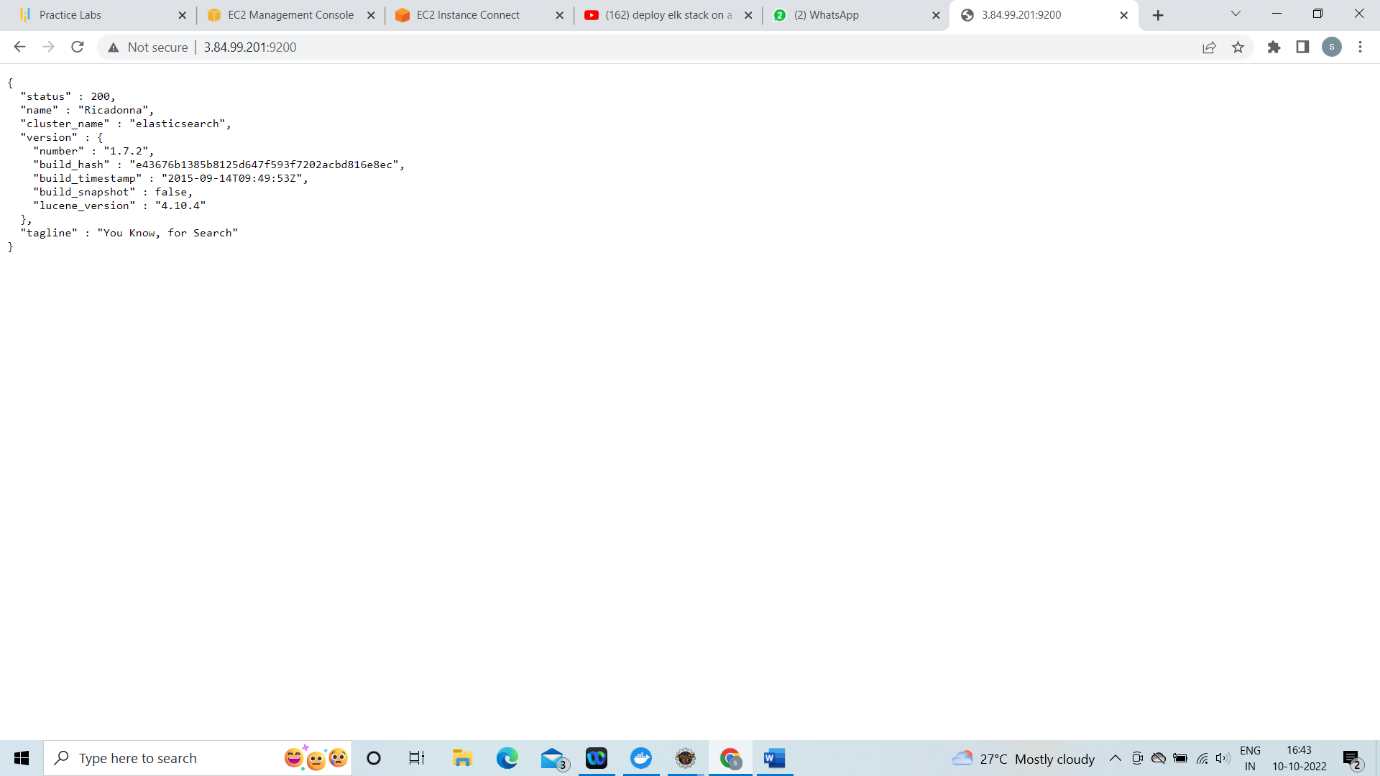 Practice Labs
EC2 Management Console
EC2 Instance Connect
(162) deploy elk stack on a
2
(2) WhatsApp
3.84.99.201:9200
Not secure
3.84.99.201:9200
S
{
"status" : 200,
"name" : "Ricadonna",
"cluster_name" : "elasticsearch",
"version" : {
"number" : "1.7.2",
"build_hash" : "e43676b1385b8125d647f593f7202acbd816e8ec",
"build_timestamp" : "2015-09-14T09:49:53Z",
"build_snapshot" : false,
"lucene_version" : "4.10.4"
},
"tagline" : "You Know, for Search"
}
Type here to search
3
S
W
27°C Mostly cloudy
ENG
IN
16:43
10-10-2022
2